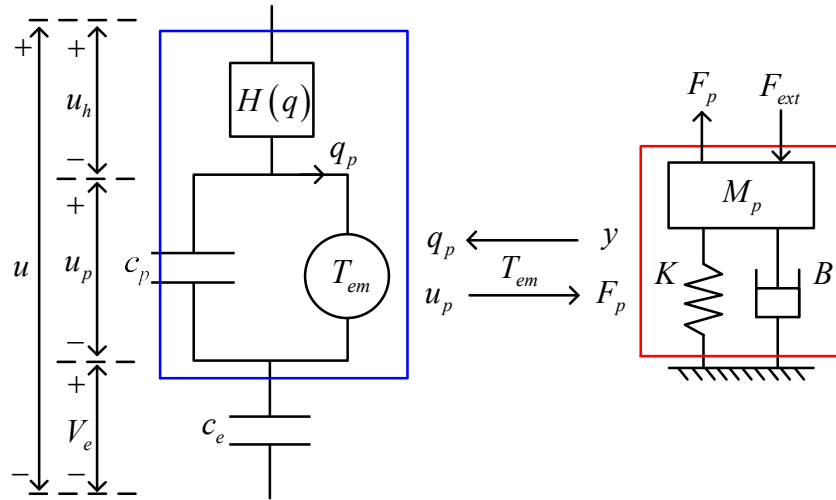 + +
u_h
−
H(q)
q_p
F_p F_ext
M_p
+
u
u_p
c_p
T_em
q_p y
T_em
u_p F_p
K B
−
+
V_e
c_e
− −